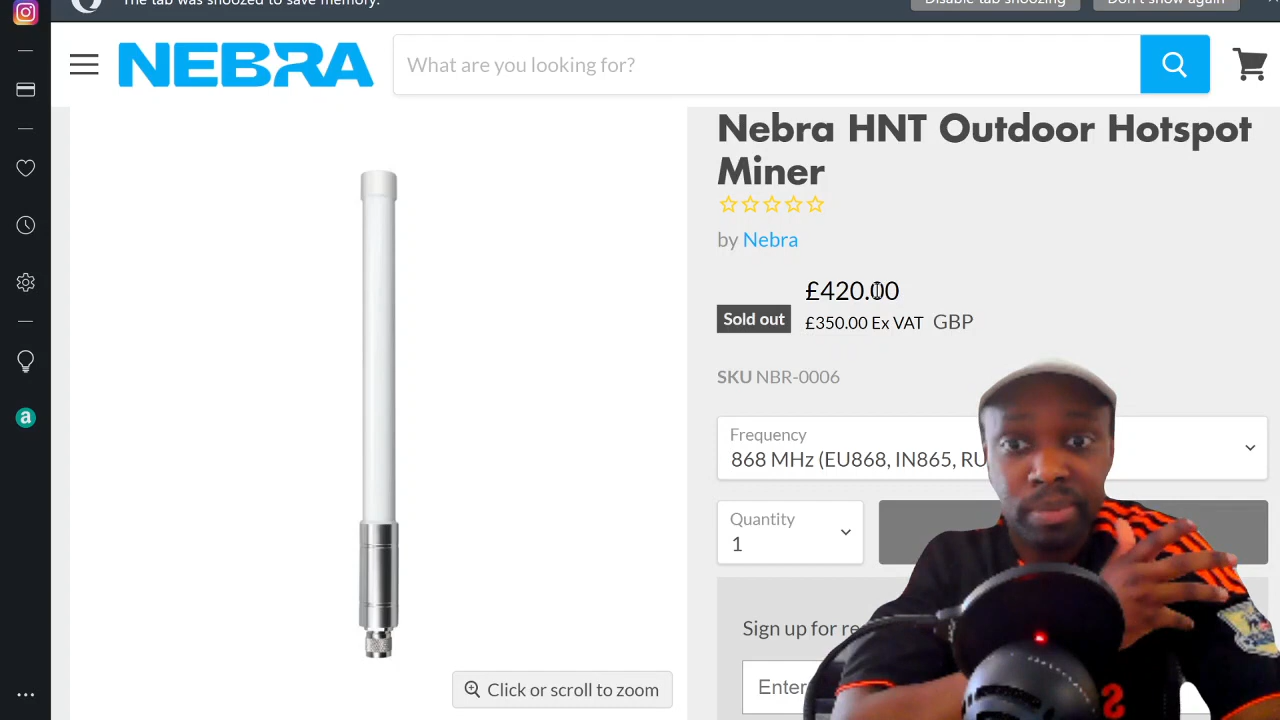 The tab was snoozed to save memory.
Disable tab snoozing
Don't show again
NEBRA
What are you looking for?
Nebra HNT Outdoor Hotspot
Miner
by Nebra
£420.00
Sold out
£350.00 Ex VAT GBP
SKU NBR-0006
Frequency
868 MHz (EU868, IN865, RU
Quantity
1
Sign up for
Enter
Click or scroll to zoom
a